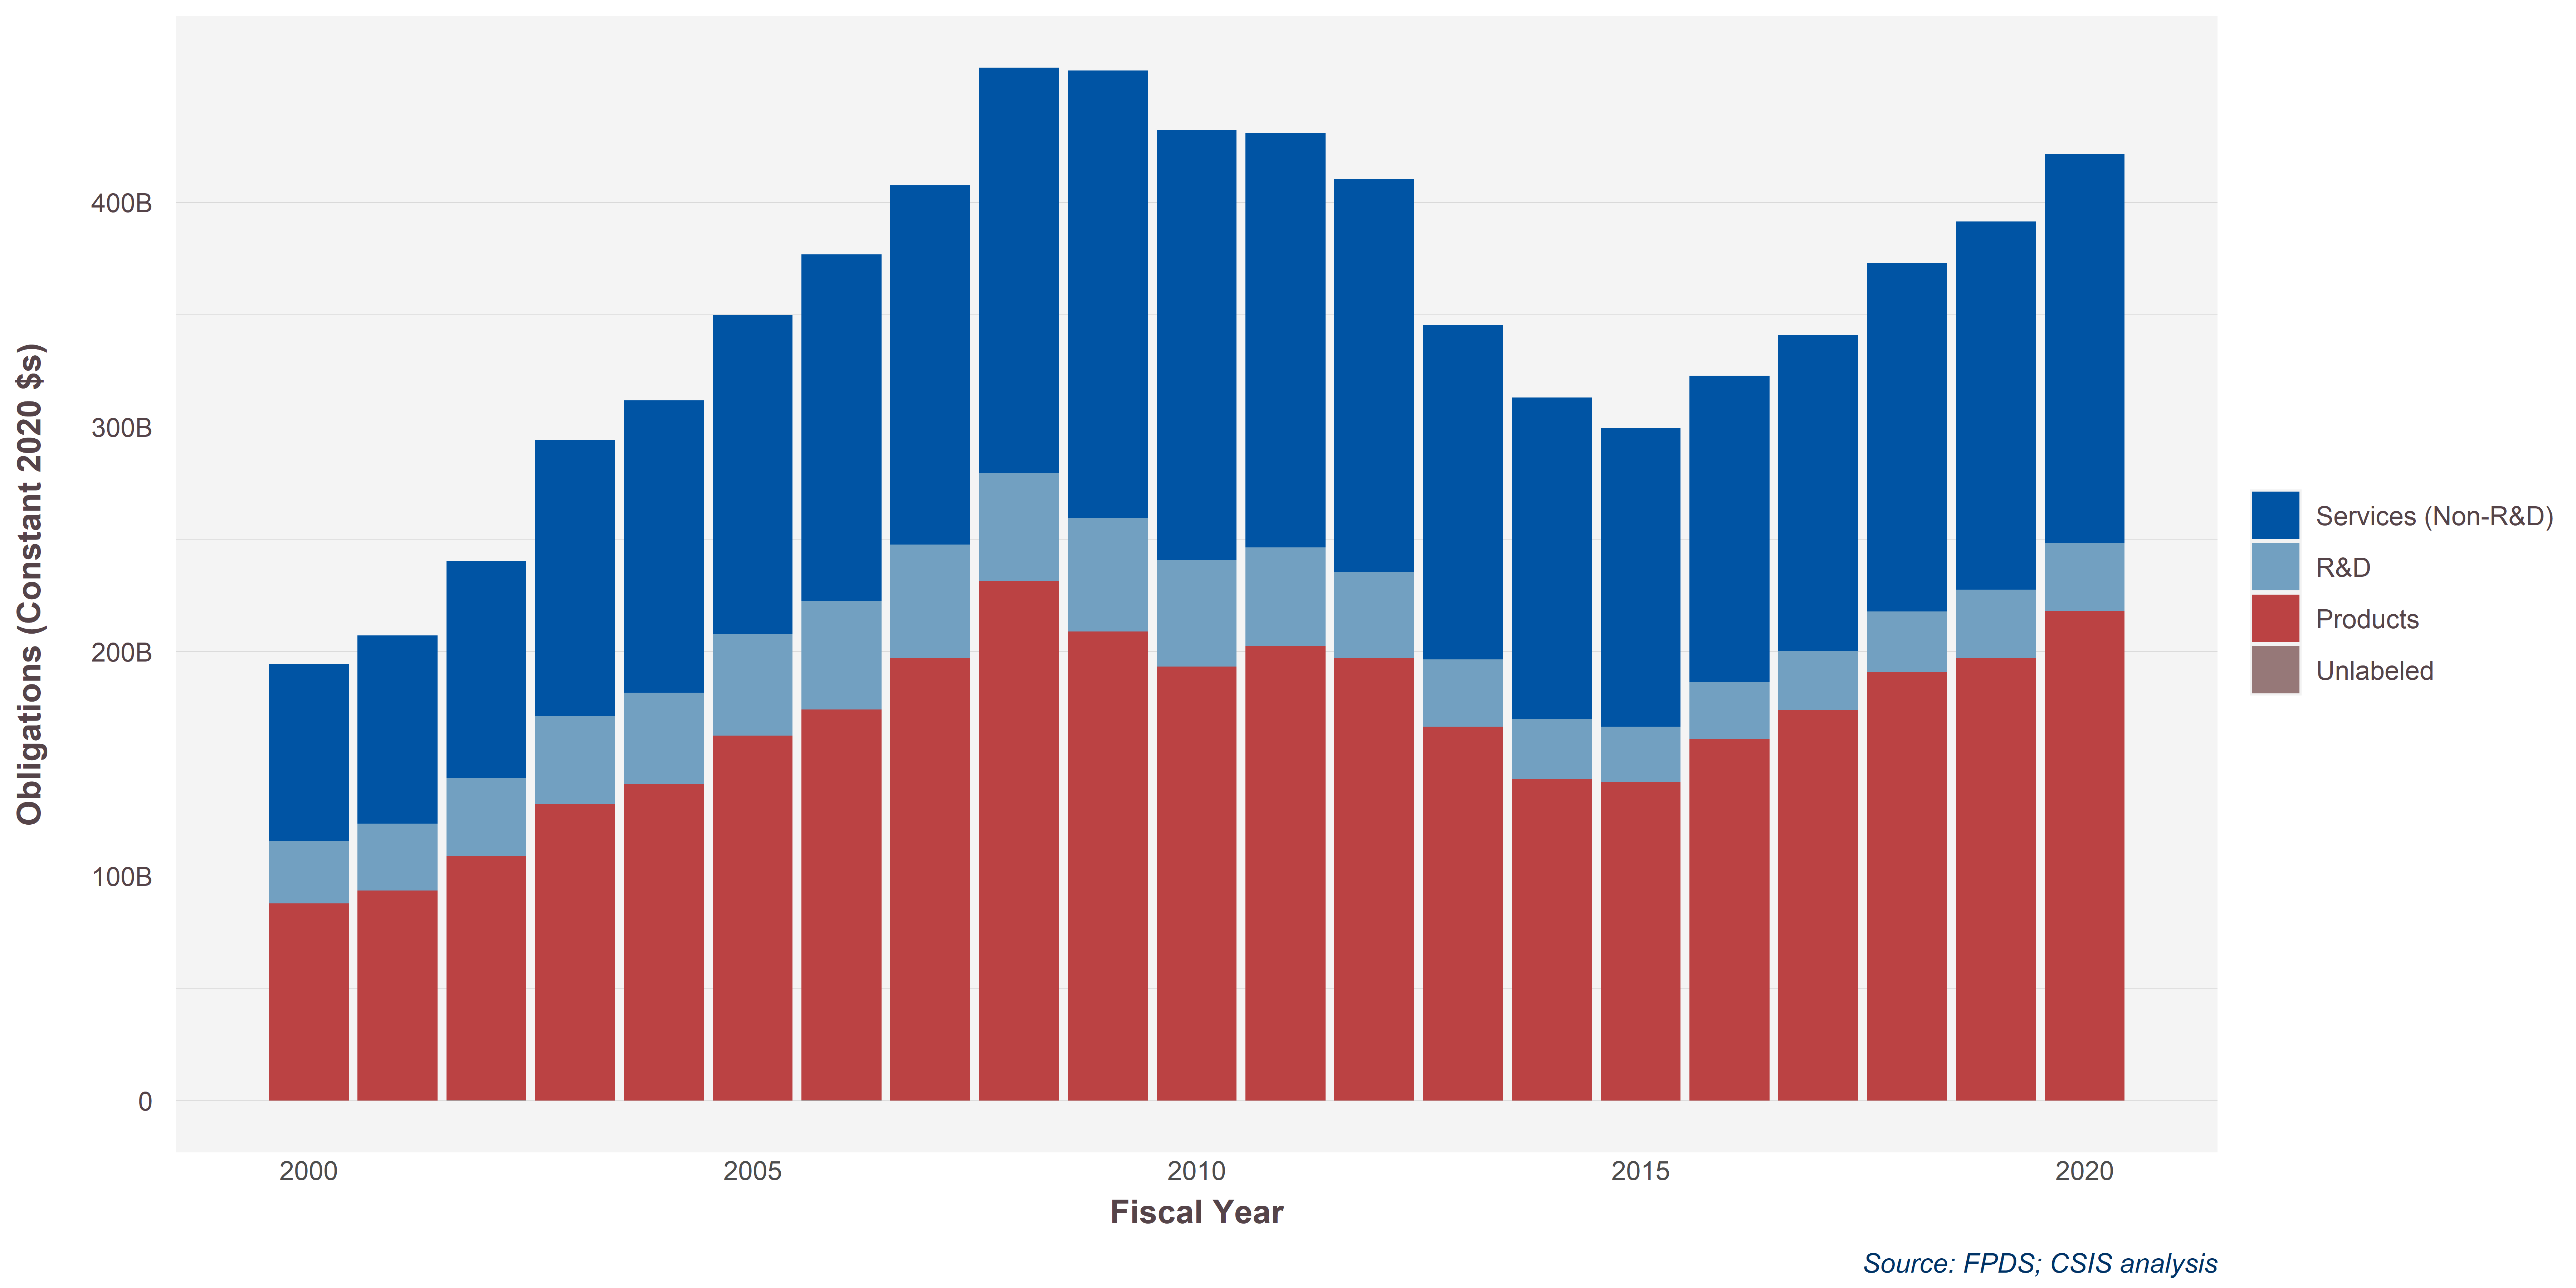 Obligations (Constant 2020 $s)
400B
300B
200B
100B
0
2000
2005
2010
2015
2020
Fiscal Year
Services (Non-R&D)
R&D
Products
Unlabeled
Source: FPDS; CSIS analysis